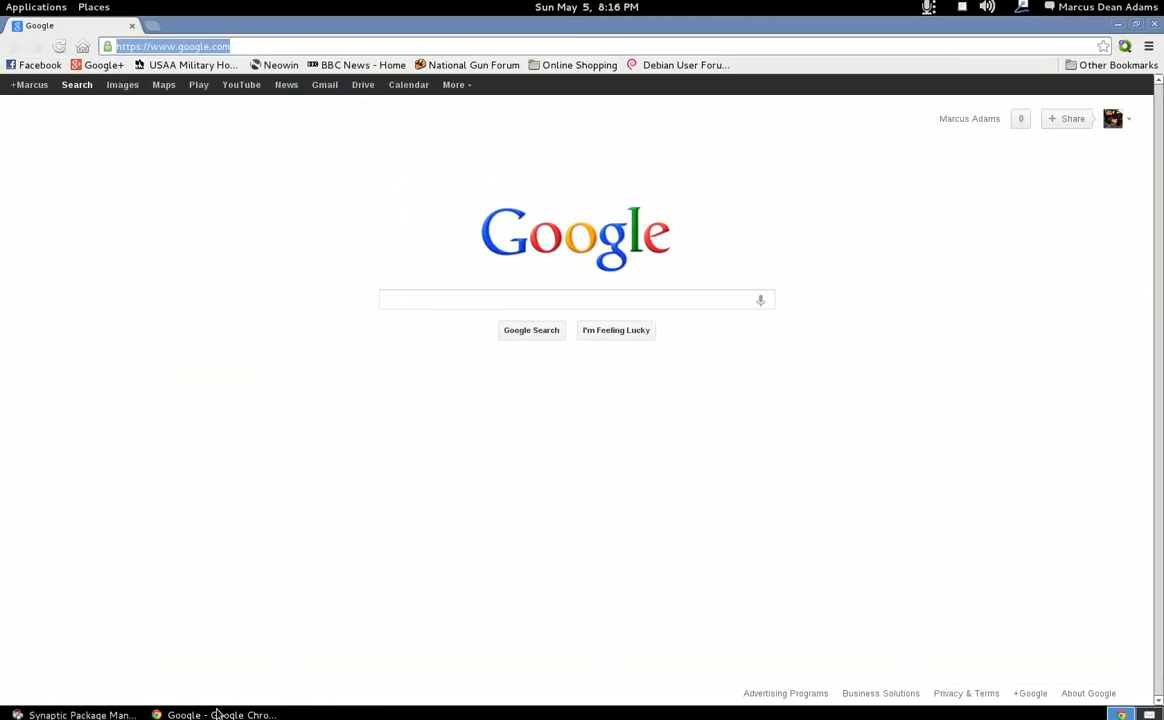 Applications Places Sun May 5, 8:16 PM Marcus Dean Adams
Google
https://www.google.com
Facebook Google+ USAA Military Ho... Neowin BBC News - Home National Gun Forum Online Shopping Debian User Foru... Other Bookmarks
+Marcus Search Images Maps Play YouTube News Gmail Drive Calendar More
Marcus Adams 0 + Share
Google
Google Search I'm Feeling Lucky
Advertising Programs Business Solutions Privacy & Terms +Google About Google
Synaptic Package Man... Google - Google Chro...